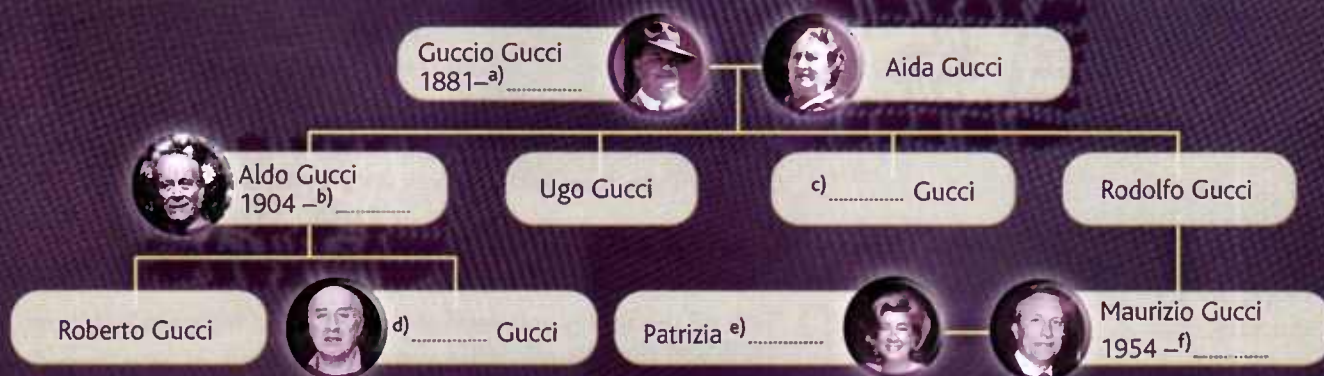 Guccio Gucci
1881–a) ..............
Aida Gucci
Aldo Gucci
1904 –b) ..............
Ugo Gucci
c) .............. Gucci
Rodolfo Gucci
Roberto Gucci
d) .............. Gucci
Patrizia e) ..............
Maurizio Gucci
1954 –f) ..............